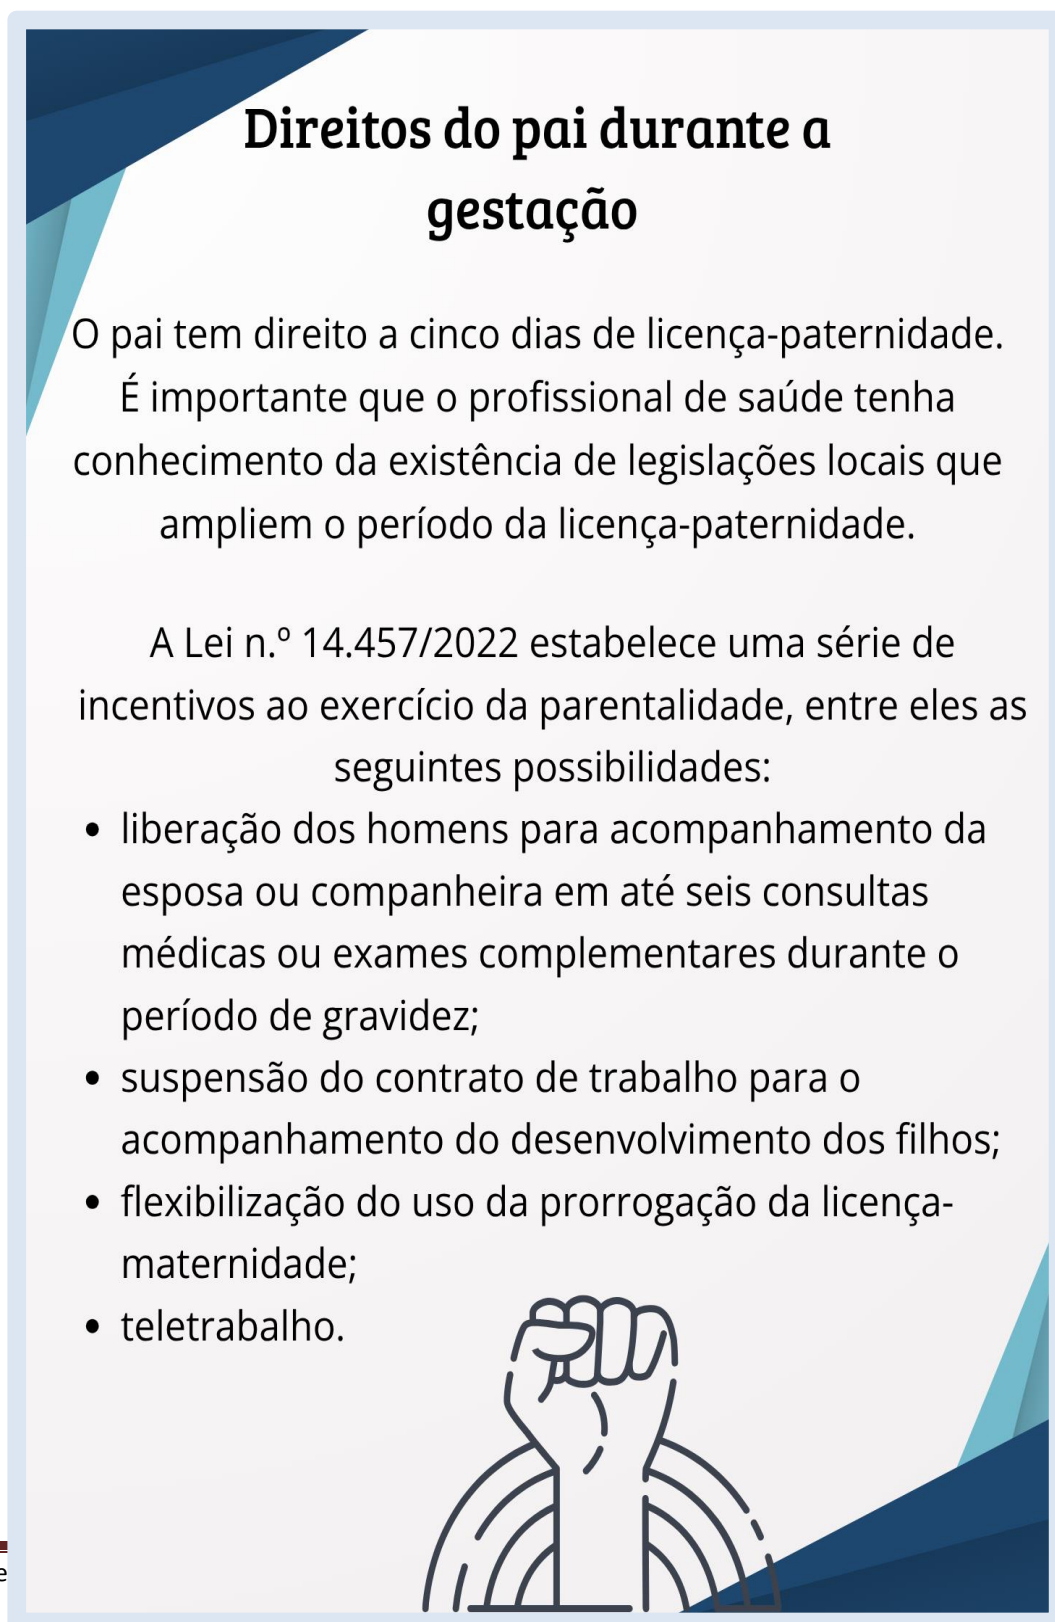 Direitos do pai durante a
gestação
O pai tem direito a cinco dias de licença-paternidade.
É importante que o profissional de saúde tenha
conhecimento da existência de legislações locais que
ampliem o período da licença-paternidade.
A Lei n.º 14.457/2022 estabelece uma série de
incentivos ao exercício da parentalidade, entre eles as
seguintes possibilidades:
• liberação dos homens para acompanhamento da
esposa ou companheira em até seis consultas
médicas ou exames complementares durante o
período de gravidez;
• suspensão do contrato de trabalho para o
acompanhamento do desenvolvimento dos filhos;
• flexibilização do uso da prorrogação da licença-
maternidade;
• teletrabalho.
e